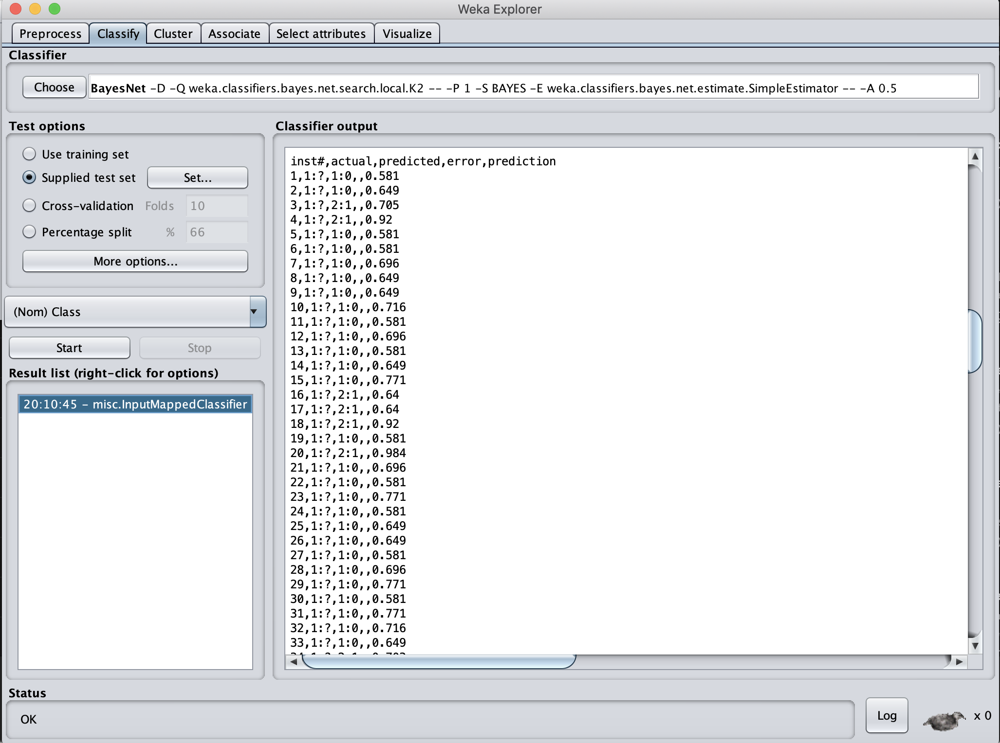 Weka Explorer
Preprocess Classify Cluster Associate Select attributes Visualize
Classifier
Choose BayesNet -D -Q weka.classifiers.bayes.net.search.local.K2 -- -P 1 -S BAYES -E weka.classifiers.bayes.net.estimate.SimpleEstimator -- -A 0.5
Test options
Use training set
Supplied test set Set...
Cross-validation Folds 10
Percentage split % 66
More options...
(Nom) Class
Start Stop
Result list (right-click for options)
20:10:45 - misc.InputMappedClassifier
Classifier output
inst#,actual,predicted,error,prediction
1,1:?,1:0,,0.581
2,1:?,1:0,,0.649
3,1:?,2:1,,0.705
4,1:?,2:1,,0.92
5,1:?,1:0,,0.581
6,1:?,1:0,,0.581
7,1:?,1:0,,0.696
8,1:?,1:0,,0.649
9,1:?,1:0,,0.649
10,1:?,1:0,,0.716
11,1:?,1:0,,0.581
12,1:?,1:0,,0.696
13,1:?,1:0,,0.581
14,1:?,1:0,,0.649
15,1:?,1:0,,0.771
16,1:?,2:1,,0.64
17,1:?,2:1,,0.64
18,1:?,2:1,,0.92
19,1:?,1:0,,0.581
20,1:?,2:1,,0.984
21,1:?,1:0,,0.696
22,1:?,1:0,,0.581
23,1:?,1:0,,0.771
24,1:?,1:0,,0.581
25,1:?,1:0,,0.649
26,1:?,1:0,,0.649
27,1:?,1:0,,0.581
28,1:?,1:0,,0.696
29,1:?,1:0,,0.771
30,1:?,1:0,,0.581
31,1:?,1:0,,0.771
32,1:?,1:0,,0.716
33,1:?,1:0,,0.649
Status
OK
Log x 0